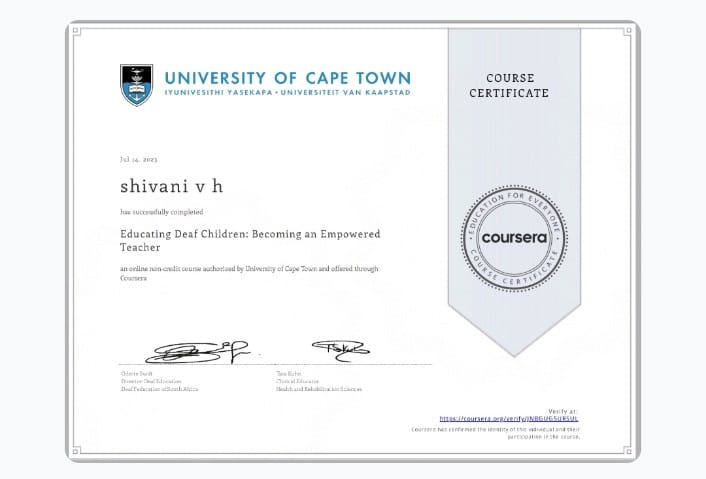 UNIVERSITY OF CAPE TOWN
IYUNIVESITHI YASEKAPA • UNIVERSITEIT VAN KAAPSTAD
COURSE
CERTIFICATE
Jul 14, 2023
shivani v h
has successfully completed
Educating Deaf Children: Becoming an Empowered
Teacher
an online non-credit course authorized by University of Cape Town and offered through
Coursera
EDUCATION FOR EVERYONE
coursera
COURSE CERTIFICATE
Odette Swift
Director Deaf Education
Deaf Federation of South Africa
Tara Kuhn
Clinical Educator
Health and Rehabilitation Sciences
Verify at:
https://coursera.org/verify/
Coursera has confirmed the identity of this individual and their
participation in the course.